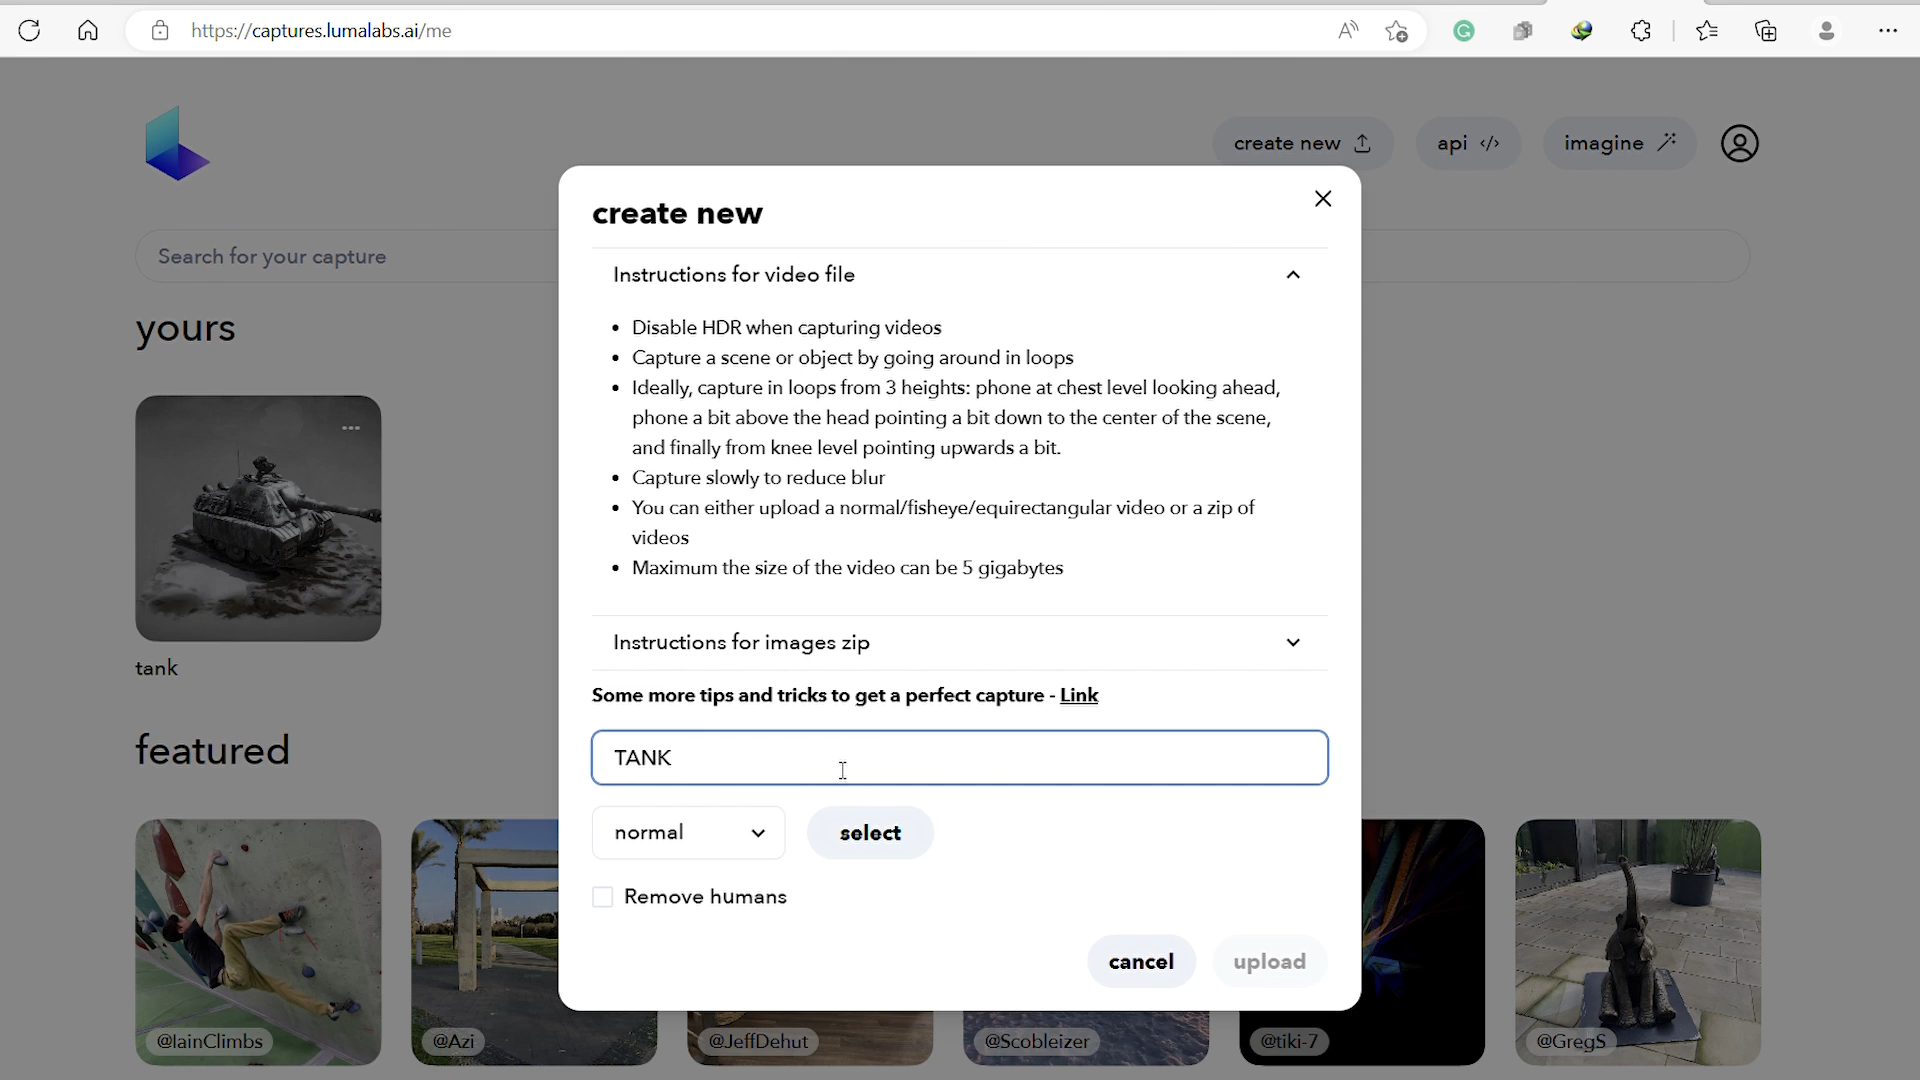 https://captures.lumalabs.ai/me
create new
api </>
imagine
create new
Search for your capture
Instructions for video file
yours
• Disable HDR when capturing videos
• Capture a scene or object by going around in loops
• Ideally, capture in loops from 3 heights: phone at chest level looking ahead,
phone a bit above the head pointing a bit down to the center of the scene,
and finally from knee level pointing upwards a bit.
• Capture slowly to reduce blur
• You can either upload a normal/fisheye/equirectangular video or a zip of
videos
• Maximum the size of the video can be 5 gigabytes
Instructions for images zip
tank
Some more tips and tricks to get a perfect capture - Link
featured
TANK
normal
select
Remove humans
cancel
upload
@IainClimbs
@Azi
@JeffDehut
@Scobleizer
@tiki-7
@GregS